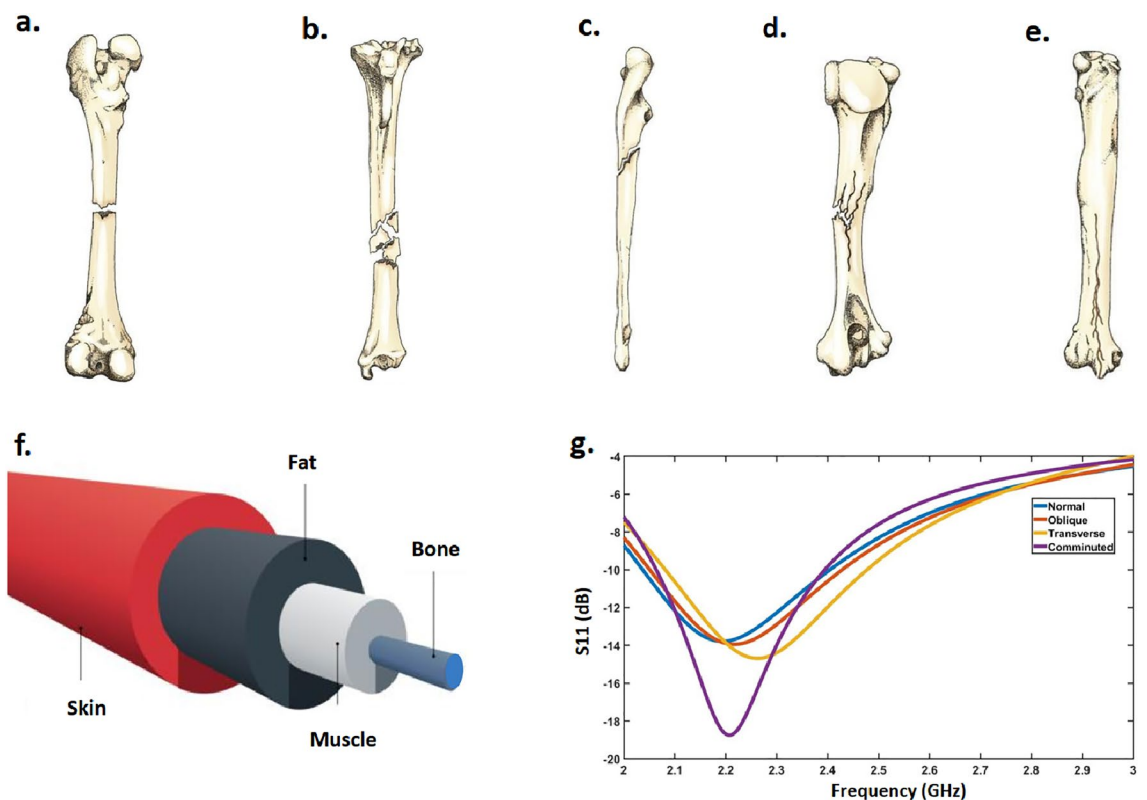 a.
b.
c.
d.
e.
f.
Fat
Bone
Skin
Muscle
g.
-4
-6
-8
-10
-12
-14
-16
-18
-20
S11 (dB)
Normal
Oblique
Transverse
Comminuted
2 2.1 2.2 2.3 2.4 2.5 2.6 2.7 2.8 2.9 3
Frequency (GHz)